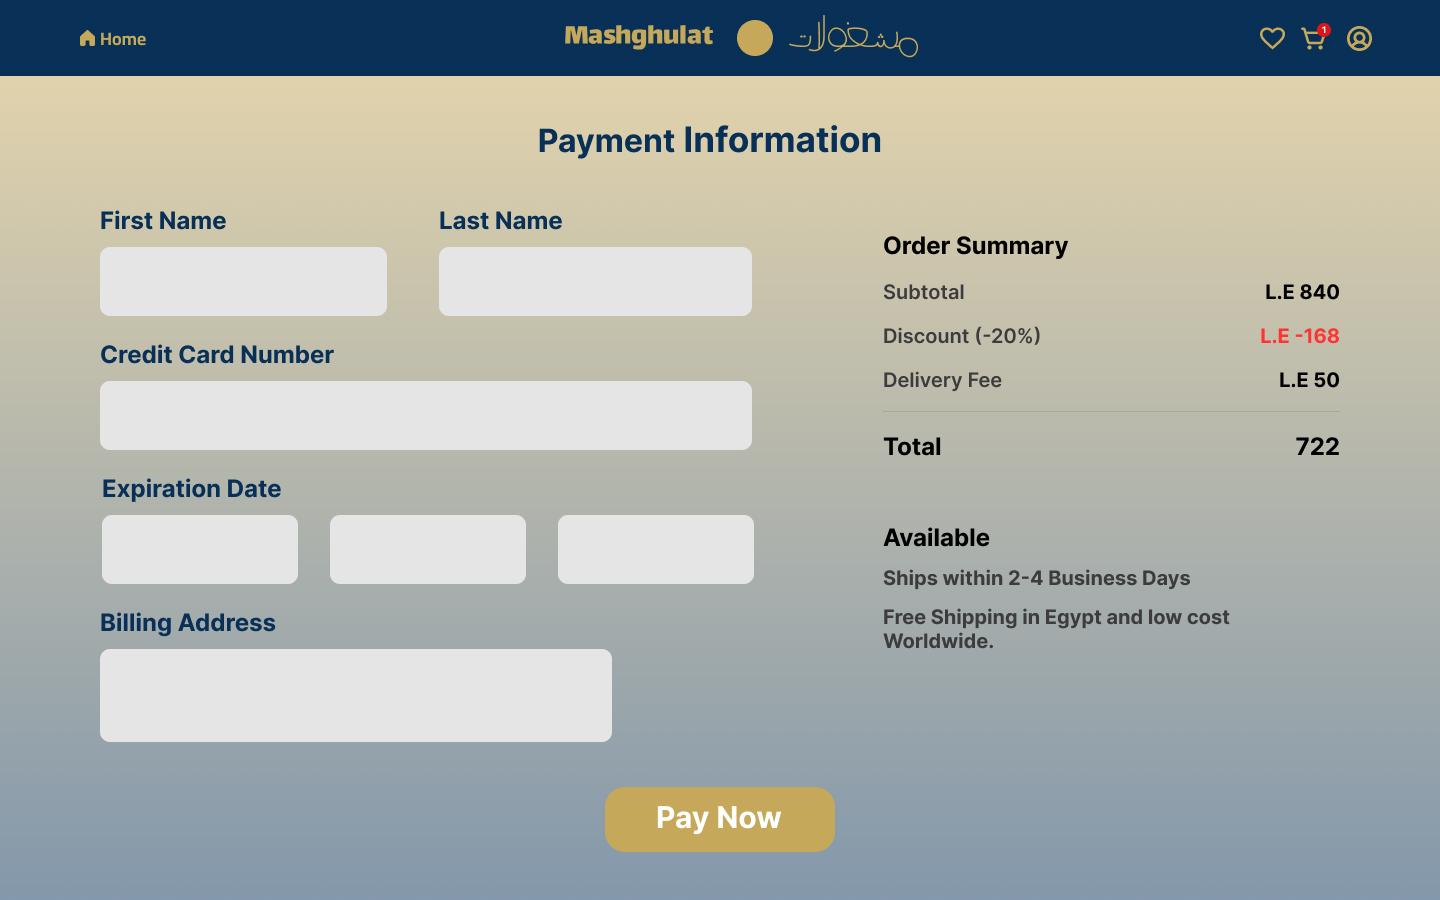 Home
Mashghulat
مشغولات
1
Payment Information
First Name
Last Name
Credit Card Number
Expiration Date
Billing Address
Order Summary
Subtotal L.E 840
Discount (-20%) L.E -168
Delivery Fee L.E 50
Total 722
Available
Ships within 2-4 Business Days
Free Shipping in Egypt and low cost
Worldwide.
Pay Now